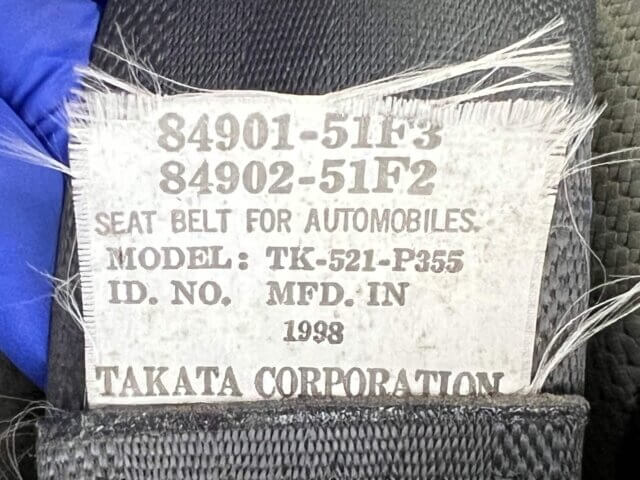 84901-51F3
84902-51F2
SEAT BELT FOR AUTOMOBILES.
MODEL: TK-521-P355
ID. NO. MFD. IN
1998
TAKATA CORPORATION